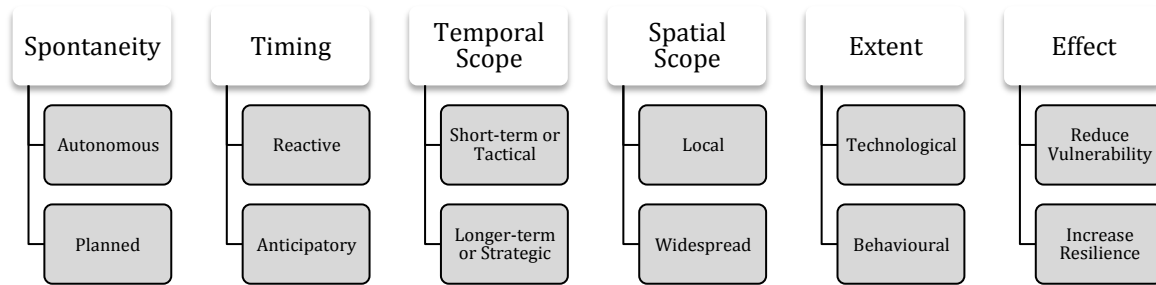 Spontaneity
Autonomous
Planned
Timing
Reactive
Anticipatory
Temporal
Scope
Short-term or
Tactical
Longer-term
or Strategic
Spatial
Scope
Local
Widespread
Extent
Technological
Behavioural
Effect
Reduce
Vulnerability
Increase
Resilience